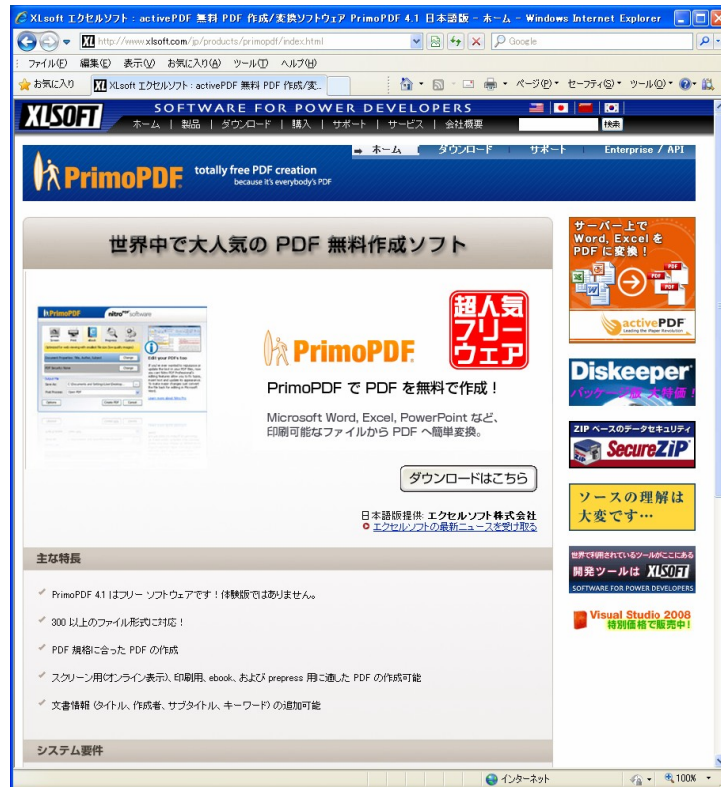 XLsoft エクセルソフト : activePDF 無料 PDF 作成/変換ソフトウェア PrimoPDF 4.1 日本語版 - ホーム - Windows Internet Explorer
http://www.xlsoft.com/jp/products/primopdf/index.html
Google
ファイル(F) 編集(E) 表示(V) お気に入り(A) ツール(T) ヘルプ(H)
お気に入り
XLsoft エクセルソフト : activePDF 無料 PDF 作成/変...
ページ(P) セーフティ(S) ツール(O)
XLSOFT
SOFTWARE FOR POWER DEVELOPERS
ホーム | 製品 | ダウンロード | 購入 | サポート | サービス | 会社概要
検索
ホーム ダウンロード サポート Enterprise / API
PrimoPDF
totally free PDF creation
because it's everybody's PDF
世界中で大人気の PDF 無料作成ソフト
PrimoPDF
nitroPDF software
超人気
フリー
ウェア
PrimoPDF
PrimoPDF で PDF を無料で作成！
Microsoft Word, Excel, PowerPoint など、
印刷可能なファイルから PDF へ簡単変換。
ダウンロードはこちら
日本語版提供: エクセルソフト株式会社
エクセルソフトの最新ニュースを受け取る
主な特長
PrimoPDF 4.1 はフリー ソフトウェアです！体験版ではありません。
300 以上のファイル形式に対応！
PDF 規格に合った PDF の作成
スクリーン用(オンライン表示)、印刷用、ebook、および prepress 用に適した PDF の作成可能
文書情報 (タイトル、作成者、サブタイトル、キーワード) の追加可能
システム要件
サーバー上で
Word, Excel を
PDF に変換！
PDF
PDF
PDF
activePDF
Leading the iPaper Revolution
Diskeeper
パッケージ版 大特価！
ZIP ベースのデータセキュリティ
SecureZIP
ソースの理解は
大変です…
世界で利用されているツールがここにある
開発ツールは XLSOFT
SOFTWARE FOR POWER DEVELOPERS
Visual Studio 2008
特別価格で販売中！
インターネット
100%